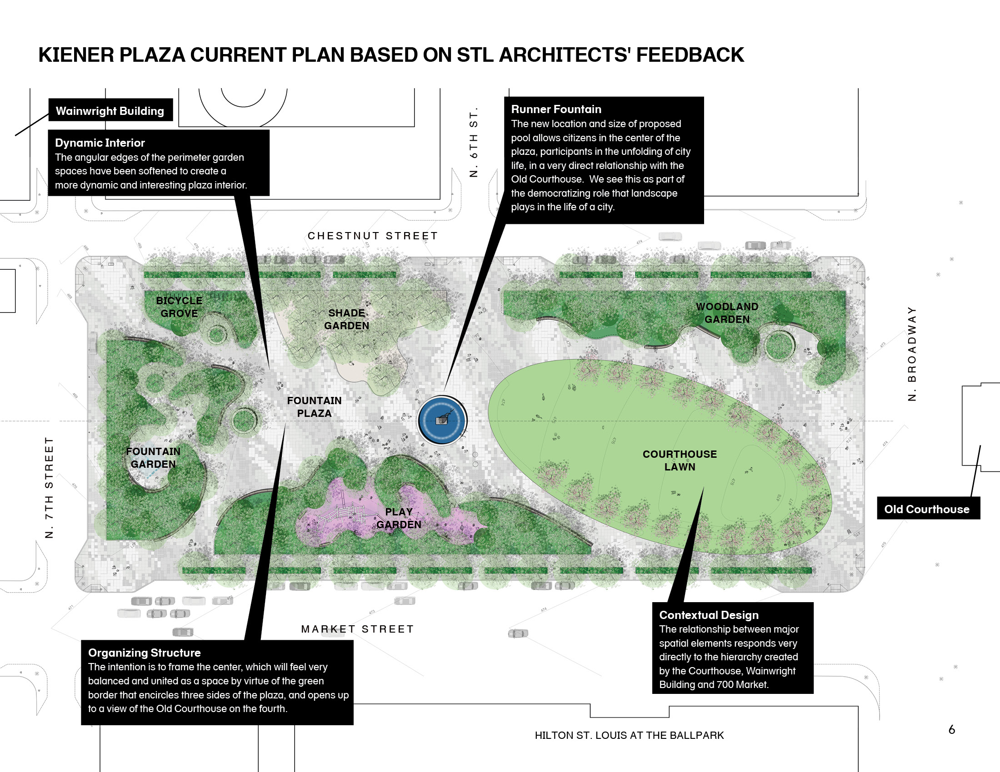 KIENER PLAZA CURRENT PLAN BASED ON STL ARCHITECTS' FEEDBACK
Wainwright Building
Dynamic Interior
The angular edges of the perimeter garden
spaces have been softened to create a
more dynamic and interesting plaza interior.
N. 6TH ST.
Runner Fountain
The new location and size of proposed
pool allows citizens in the center of the
plaza, participants in the unfolding of city
life, in a very direct relationship with the
Old Courthouse.  We see this as part of
the democratizing role that landscape
plays in the life of a city.
CHESTNUT STREET
BICYCLE
GROVE
SHADE
GARDEN
WOODLAND
GARDEN
N. BROADWAY
FOUNTAIN
PLAZA
FOUNTAIN
GARDEN
COURTHOUSE
LAWN
N. 7TH STREET
PLAY
GARDEN
Old Courthouse
MARKET STREET
Contextual Design
The relationship between major
spatial elements responds very
directly to the hierarchy created
by the Courthouse, Wainwright
Building and 700 Market.
Organizing Structure
The intention is to frame the center, which will feel very
balanced and united as a space by virtue of the green
border that encircles three sides of the plaza, and opens up
to a view of the Old Courthouse on the fourth.
HILTON ST. LOUIS AT THE BALLPARK
6